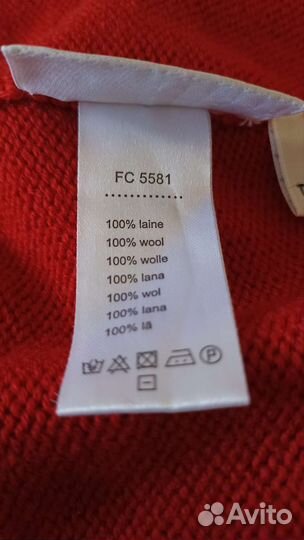 FC 5581
100% laine
100% wool
100% wolle
100% lana
100% wol
100% lana
100% lã
P
Avito